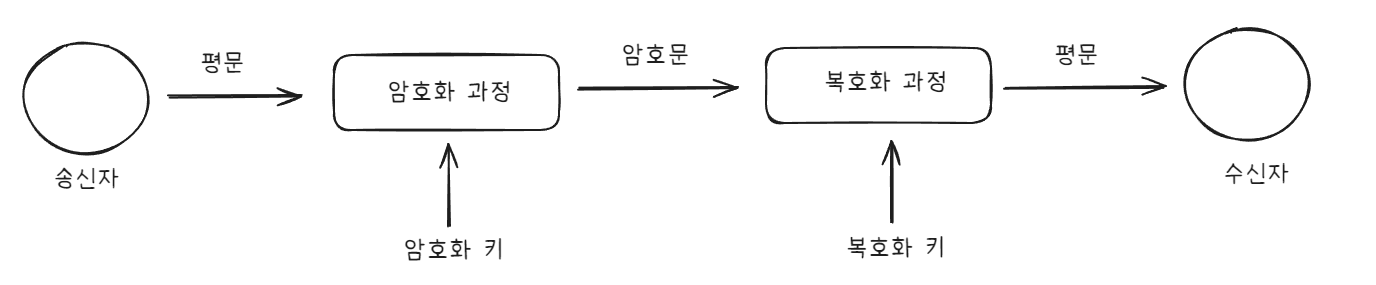 평문
암호문
평문
암호화 과정
복호화 과정
송신자
수신자
암호화 키
복호화 키